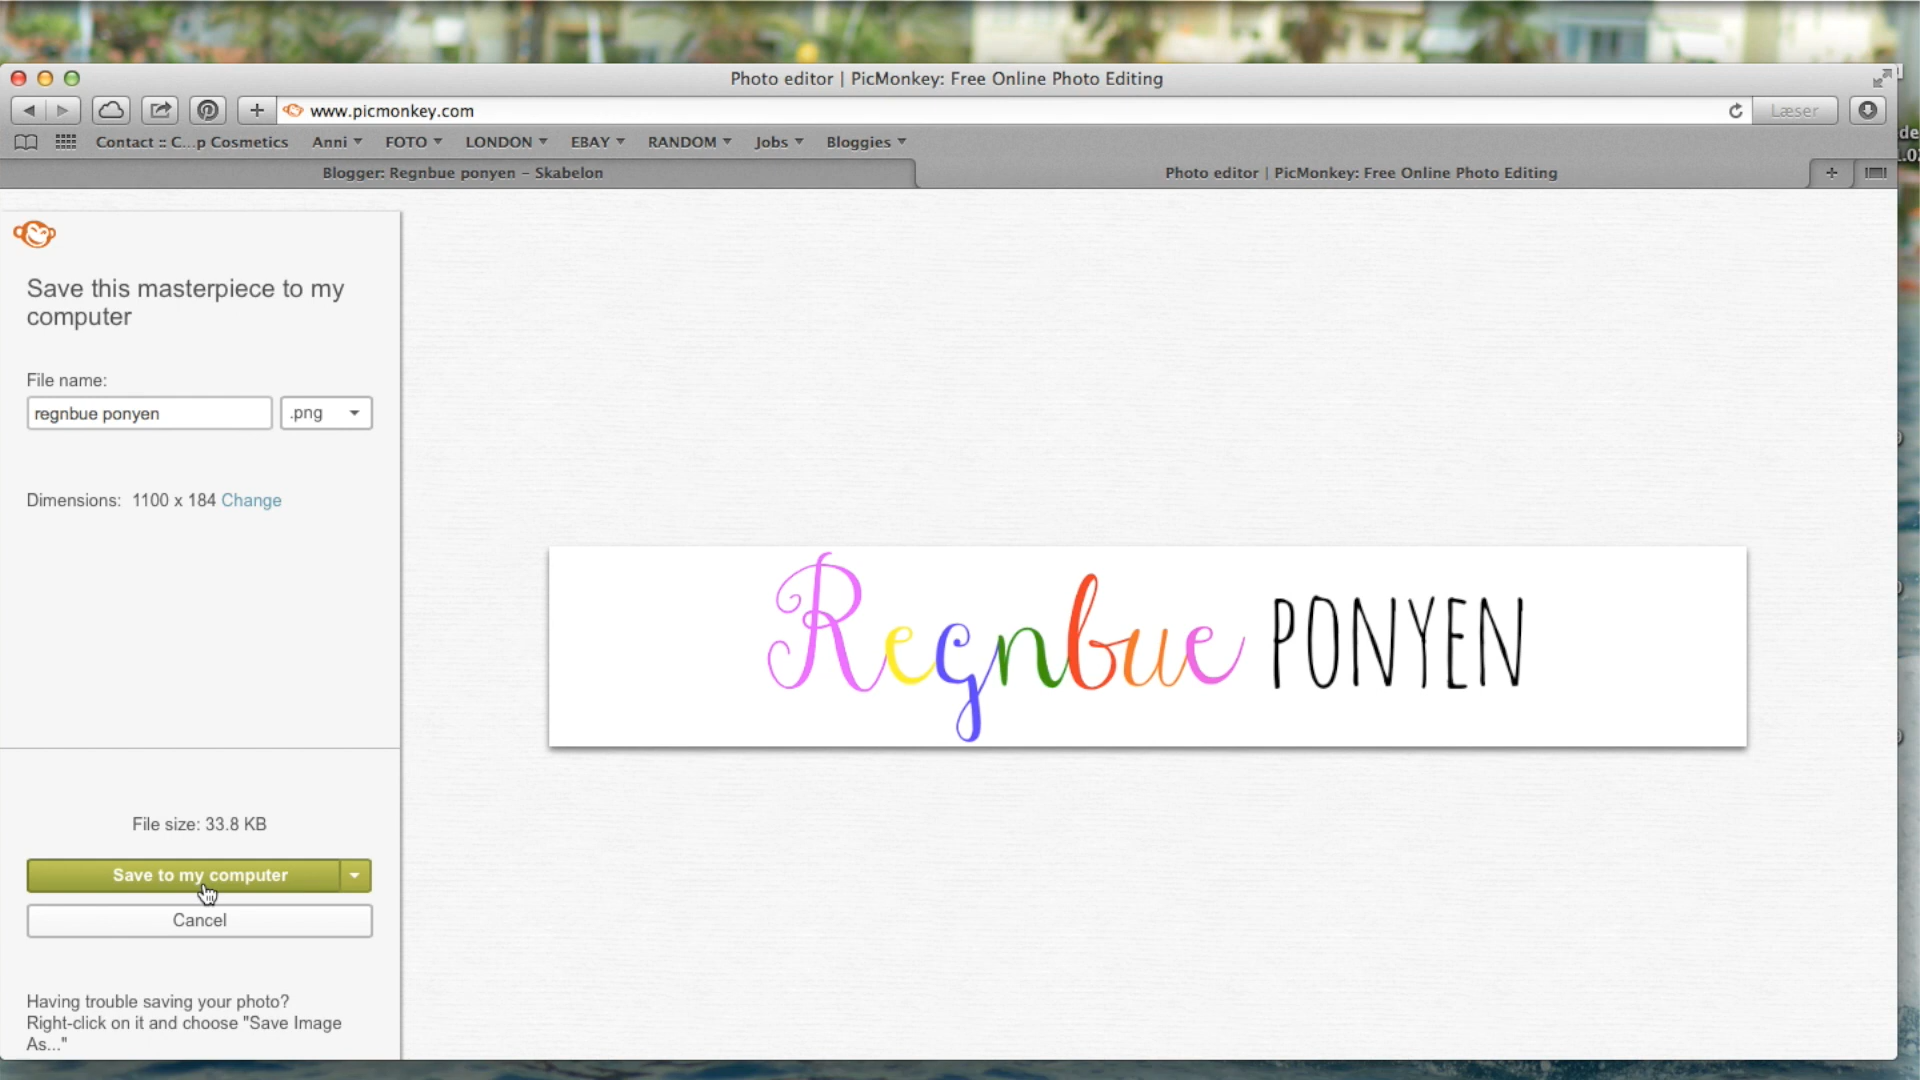 Photo editor | PicMonkey: Free Online Photo Editing
www.picmonkey.com
Læser
Contact :: C...p Cosmetics Anni FOTO LONDON EBAY RANDOM Jobs Bloggies
Blogger: Regnbue ponyen – Skabelon
Photo editor | PicMonkey: Free Online Photo Editing
Save this masterpiece to my
computer
File name:
regnbue ponyen .png
Dimensions: 1100 x 184 Change
Regnbue PONYEN
File size: 33.8 KB
Save to my computer
Cancel
Having trouble saving your photo?
Right-click on it and choose "Save Image
As..."